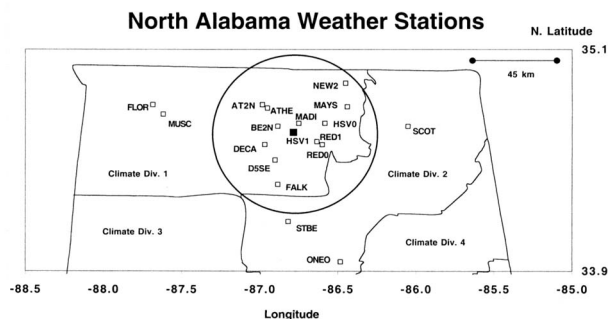 North Alabama Weather Stations
N. Latitude
35.1
45 km
NEW2
FLOR
MUSC
AT2N
ATHE
MAYS
MADI
BE2N
HSV0
HSV1
RED1
SCOT
DECA
RED0
D5SE
Climate Div. 1
Climate Div. 2
FALK
STBE
Climate Div. 3
Climate Div. 4
ONEO
33.9
-88.5 -88.0 -87.5 -87.0 -86.5 -86.0 -85.5 -85.0
Longitude